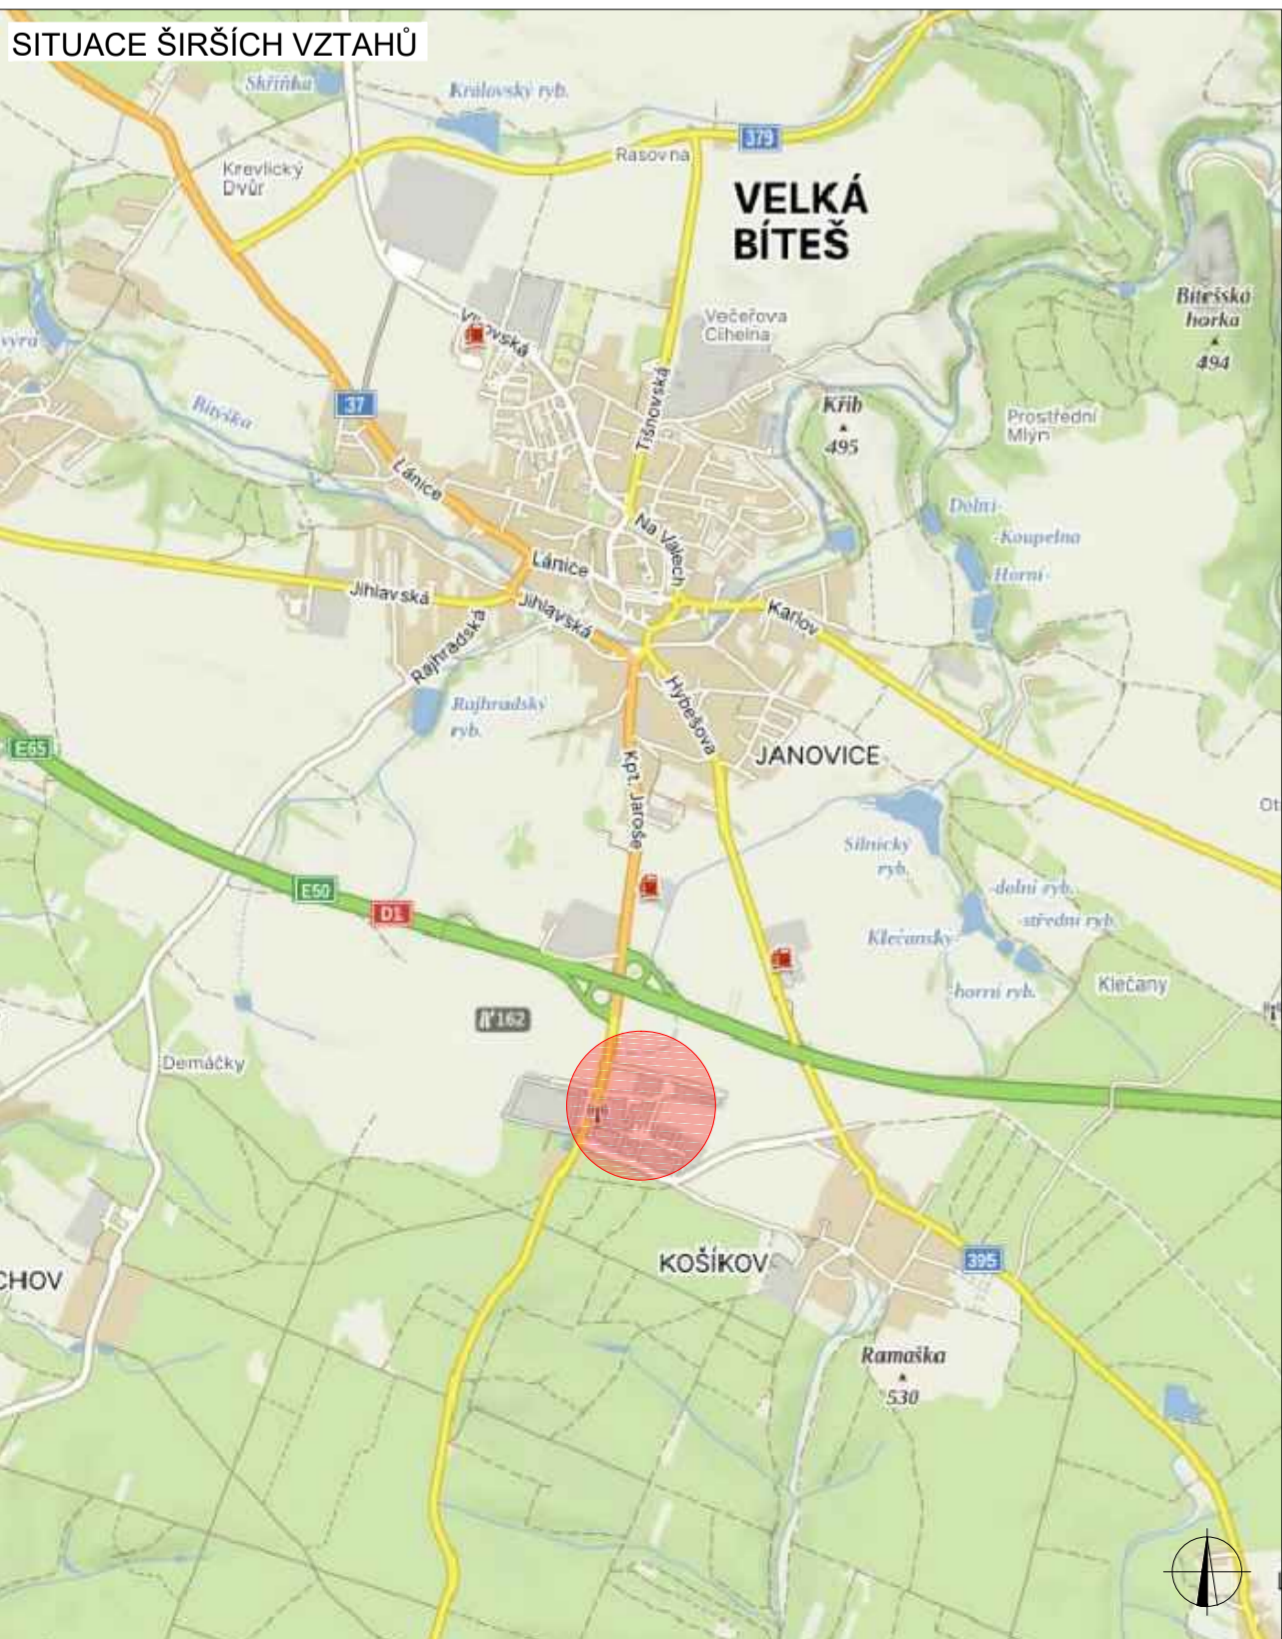 SITUACE ŠIRŠÍCH VZTAHŮ
Skřiňka
Královský ryb.
379
Rasovna
Krevlický
Dvůr
VELKÁ
BÍTEŠ
Bítešská
horka
494
Večeřova
Cihelna
Vlkovská
37
Bítýška
Tišnovská
Křib
495
Prostřední
Mlýn
Lánice
Dolní-
-Koupelna
Horní-
Na Valech
Lánice
Jihlavská
Jihlavská
Karlov
Rajhradská
Rajhradský
ryb.
Hybešova
E65
JANOVICE
Kpt. Jaroše
Silnický
ryb.
E50
D1
-dolní ryb.
-střední ryb.
Klečanský-
-horní ryb.
Klečany
162
Demáčky
KOŠÍKOV
395
CHOV
Ramaška
530